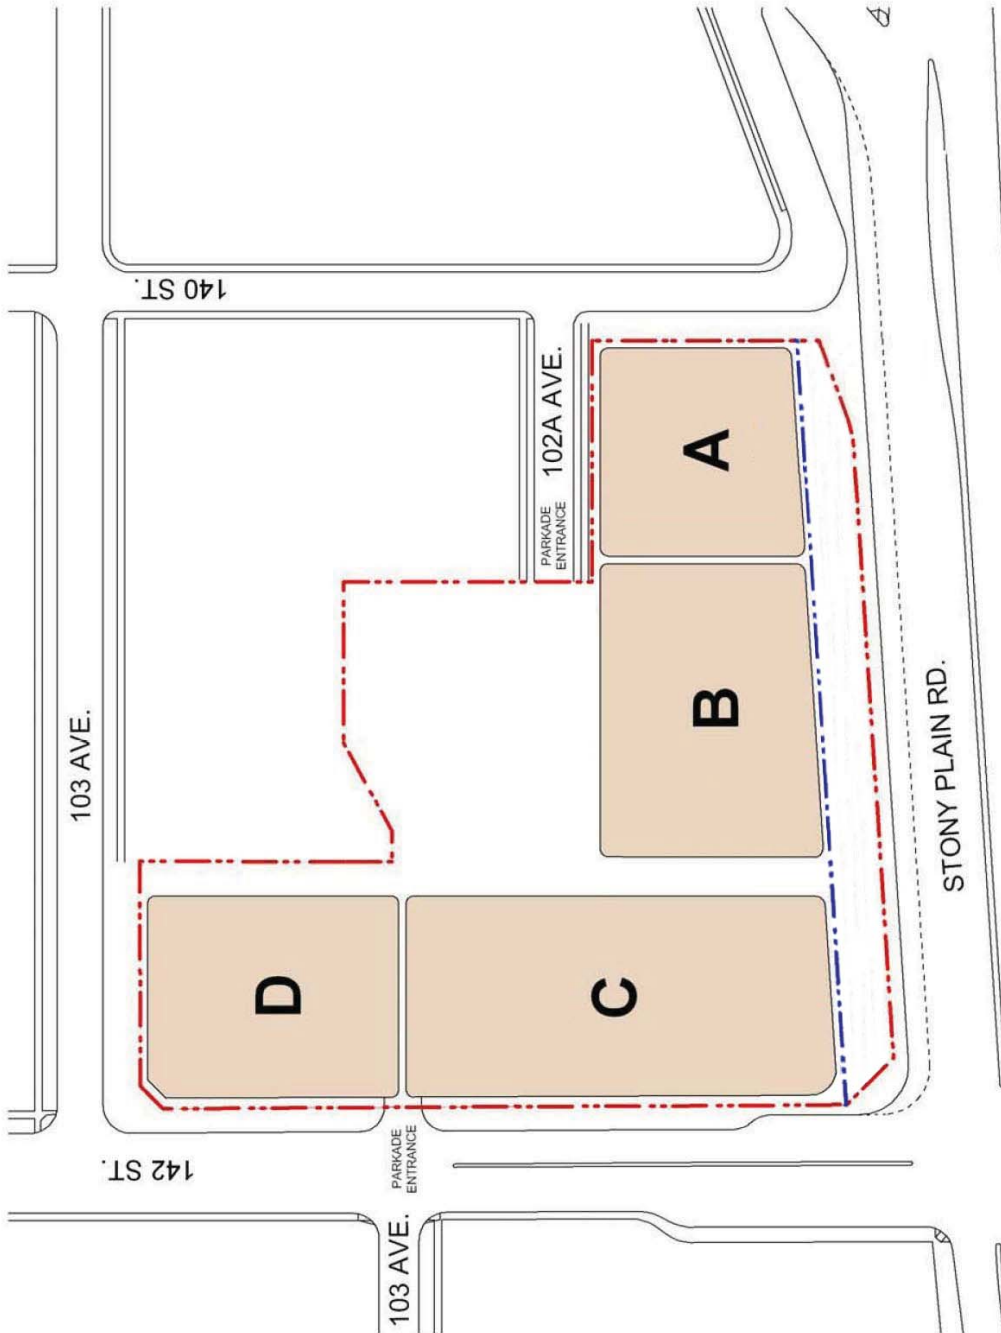 140 ST.
102A AVE.
PARKADE
ENTRANCE
A
B
103 AVE.
STONY PLAIN RD.
D
C
142 ST.
PARKADE
ENTRANCE
103 AVE.